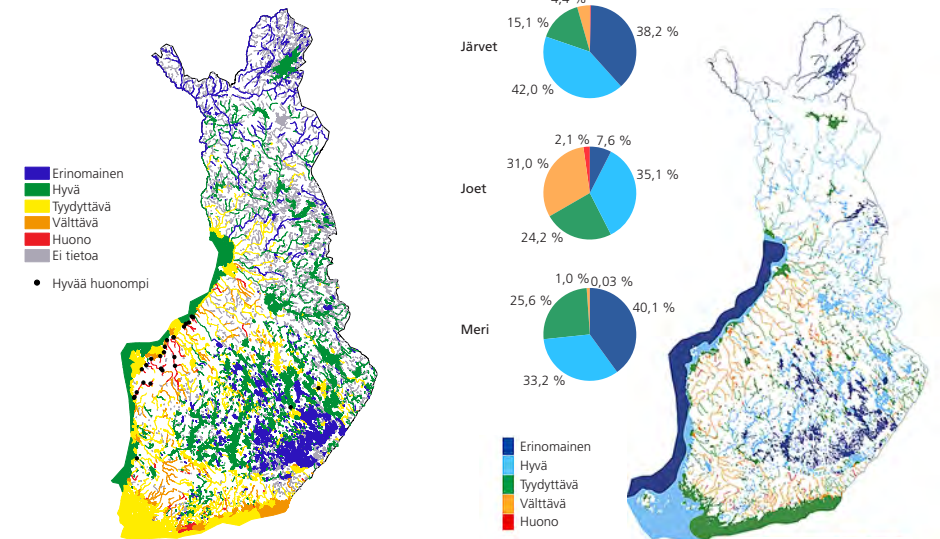 Erinomainen
Hyvä
Tyydyttävä
Välttävä
Huono
Ei tietoa
Hyvää huonompi
Järvet
15,1 %
38,2 %
42,0 %
Joet
2,1 %
7,6 %
31,0 %
35,1 %
24,2 %
Meri
1,0 %
0,03 %
25,6 %
40,1 %
33,2 %
Erinomainen
Hyvä
Tyydyttävä
Välttävä
Huono